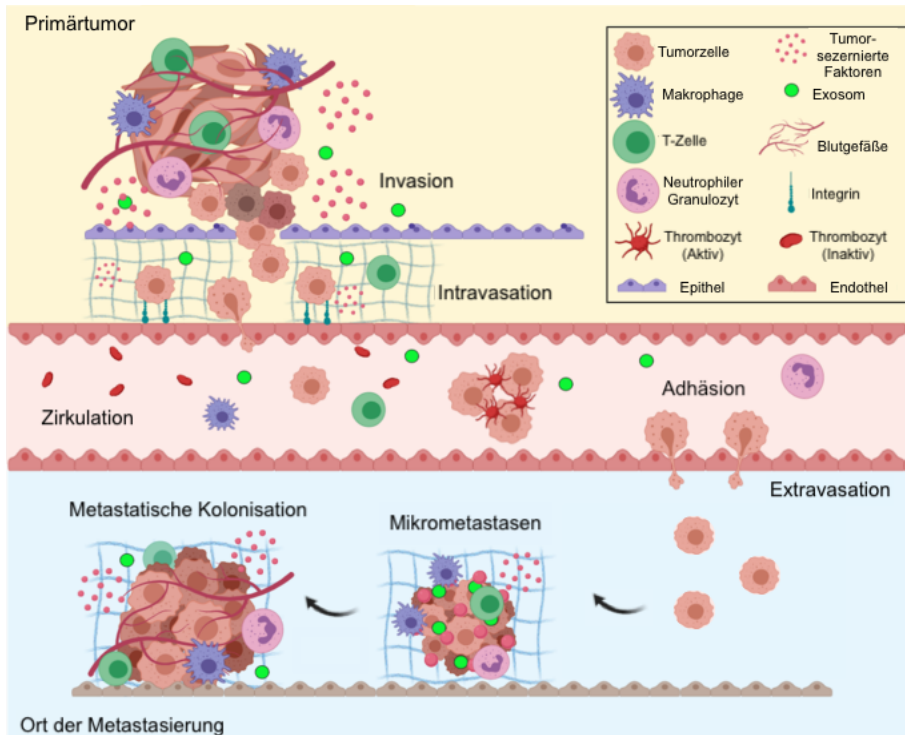 Primärtumor
Tumorzelle
Tumor-
sezernierte
Faktoren
Makrophage
Exosom
T-Zelle
Blutgefäße
Neutrophiler
Granulozyt
Integrin
Thrombozyt
(Aktiv)
Thrombozyt
(Inaktiv)
Epithel
Endothel
Invasion
Intravasation
Zirkulation
Adhäsion
Extravasation
Metastatische Kolonisation
Mikrometastasen
Ort der Metastasierung